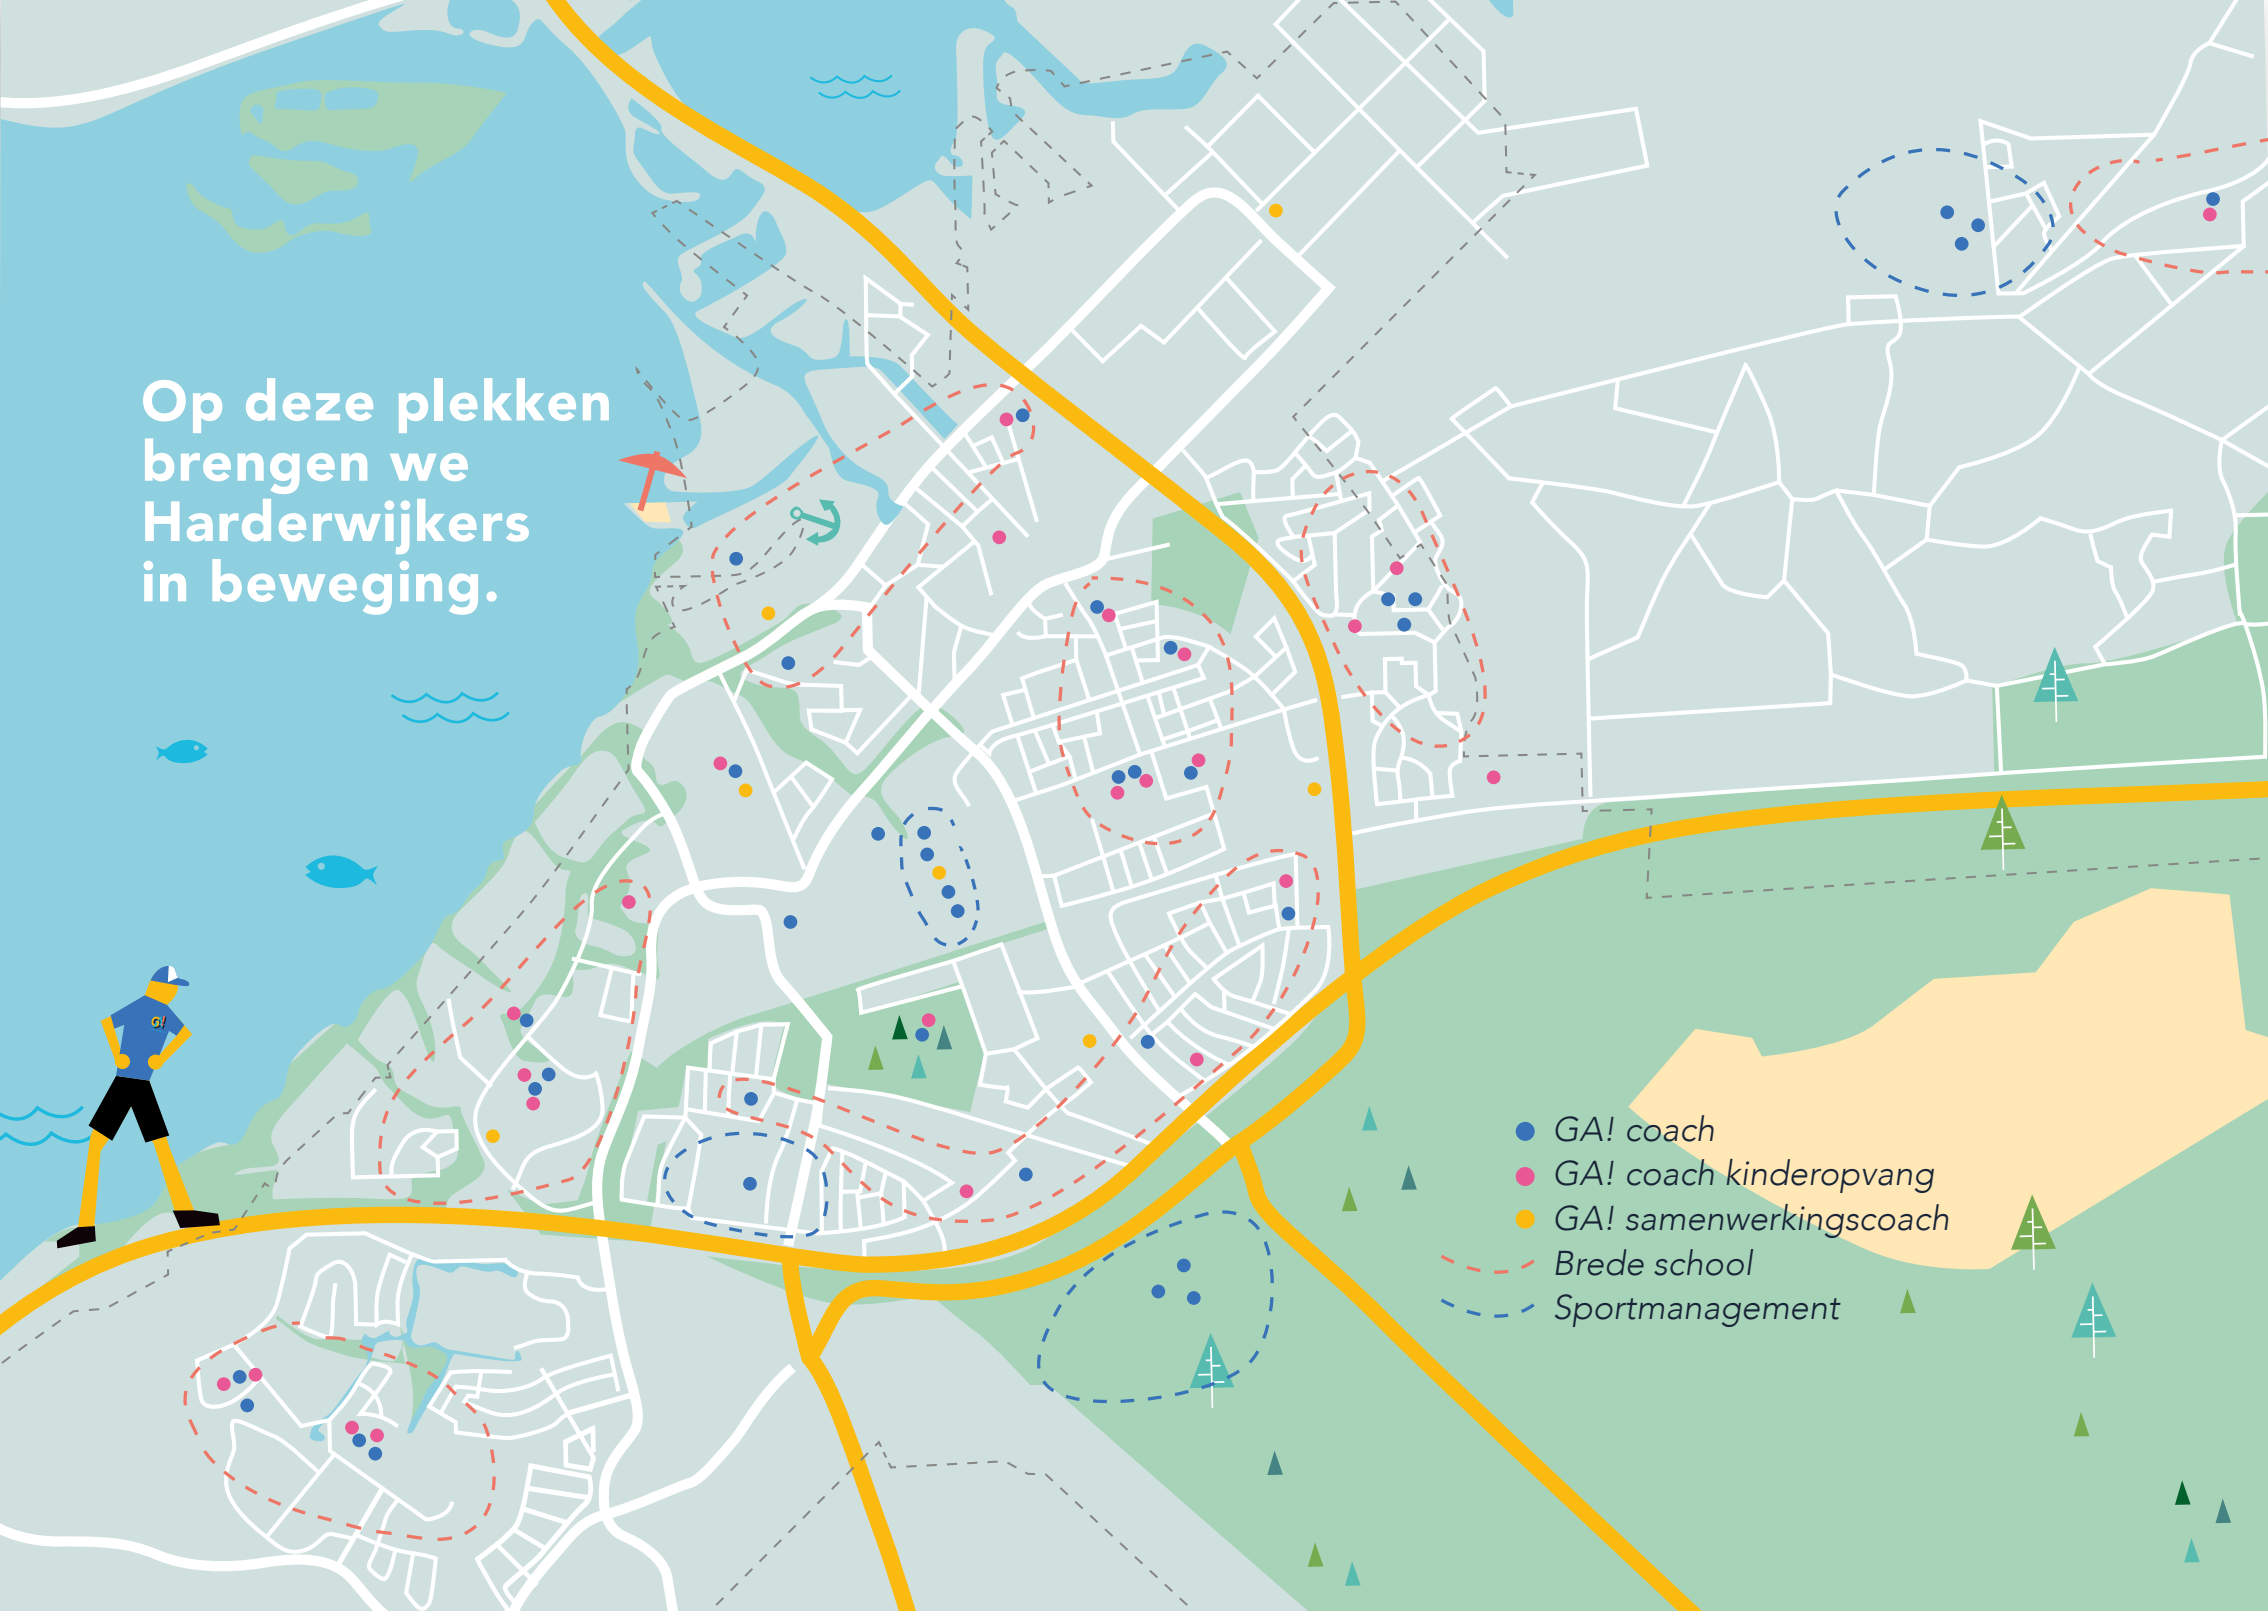 Op deze plekken
brengen we
Harderwijkers
in beweging.
G!
GA! coach
GA! coach kinderopvang
GA! samenwerkingscoach
Brede school
Sportmanagement